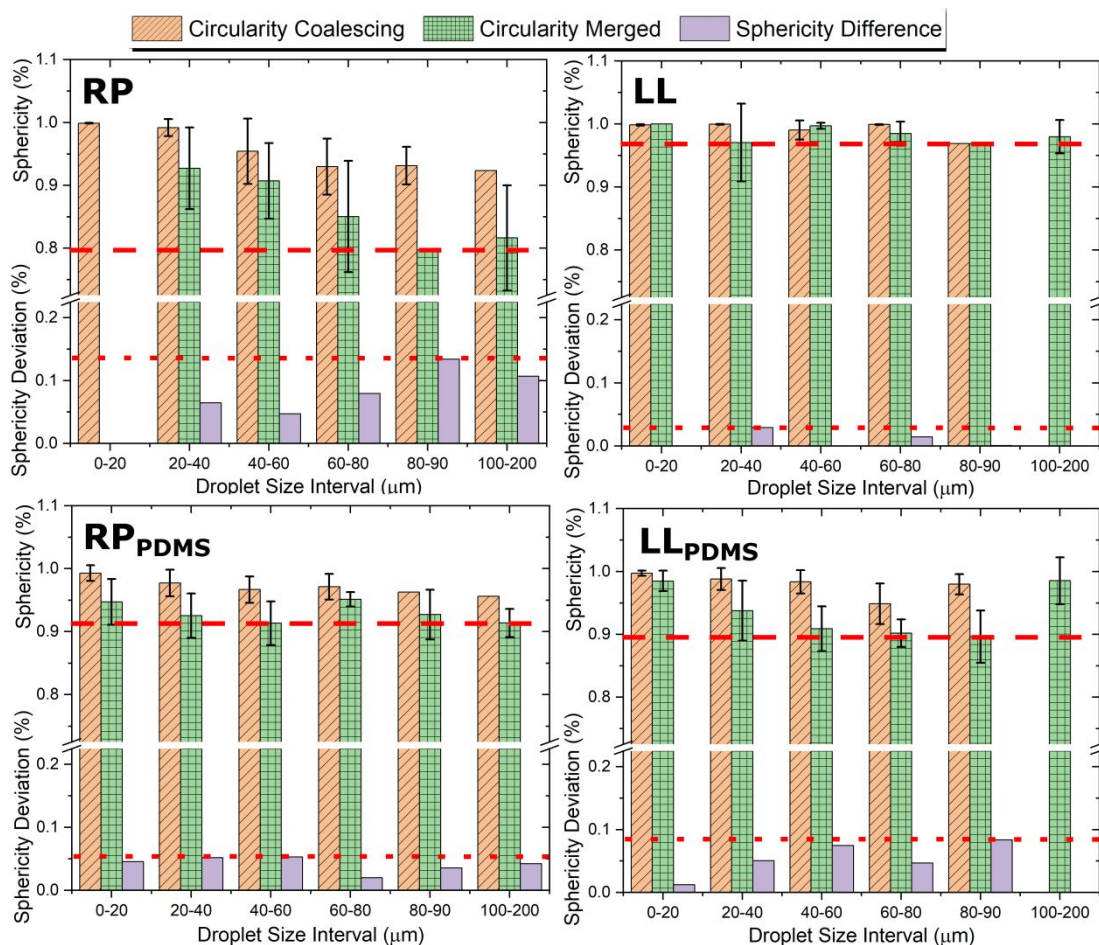 Circularity Coalescing Circularity Merged Sphericity Difference
RP
Sphericity (%)
1.1
1.0
0.9
0.8
Sphericity Deviation (%)
0.2
0.1
0.0
0-20 20-40 40-60 60-80 80-90 100-200
Droplet Size Interval (μm)
LL
Sphericity (%)
1.1
1.0
0.9
0.8
Sphericity Deviation (%)
0.2
0.1
0.0
0-20 20-40 40-60 60-80 80-90 100-200
Droplet Size Interval (μm)
RPPDMS
Sphericity (%)
1.1
1.0
0.9
0.8
Sphericity Deviation (%)
0.2
0.1
0.0
0-20 20-40 40-60 60-80 80-90 100-200
Droplet Size Interval (μm)
LLPDMS
Sphericity (%)
1.1
1.0
0.9
0.8
Sphericity Deviation (%)
0.2
0.1
0.0
0-20 20-40 40-60 60-80 80-90 100-200
Droplet Size Interval (μm)